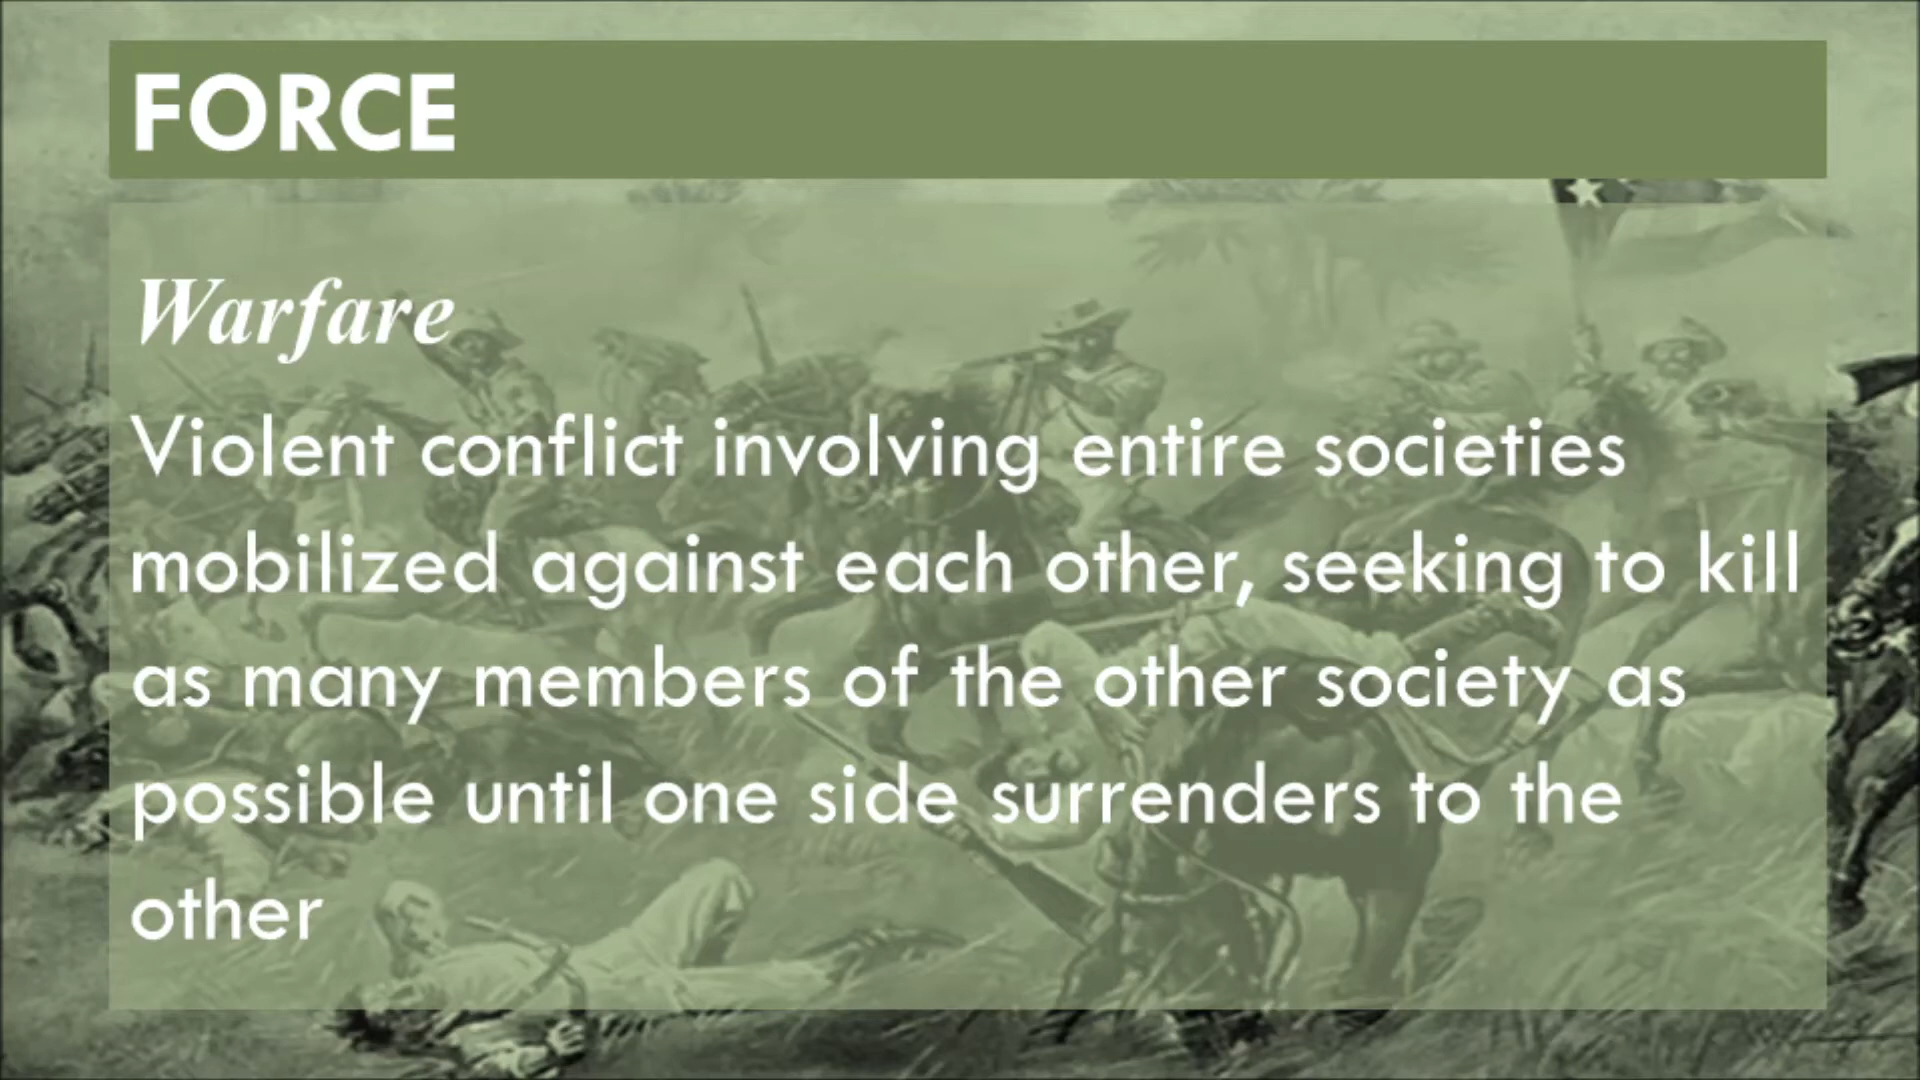 FORCE
Warfare
Violent conflict involving entire societies
mobilized against each other, seeking to kill
as many members of the other society as
possible until one side surrenders to the
other